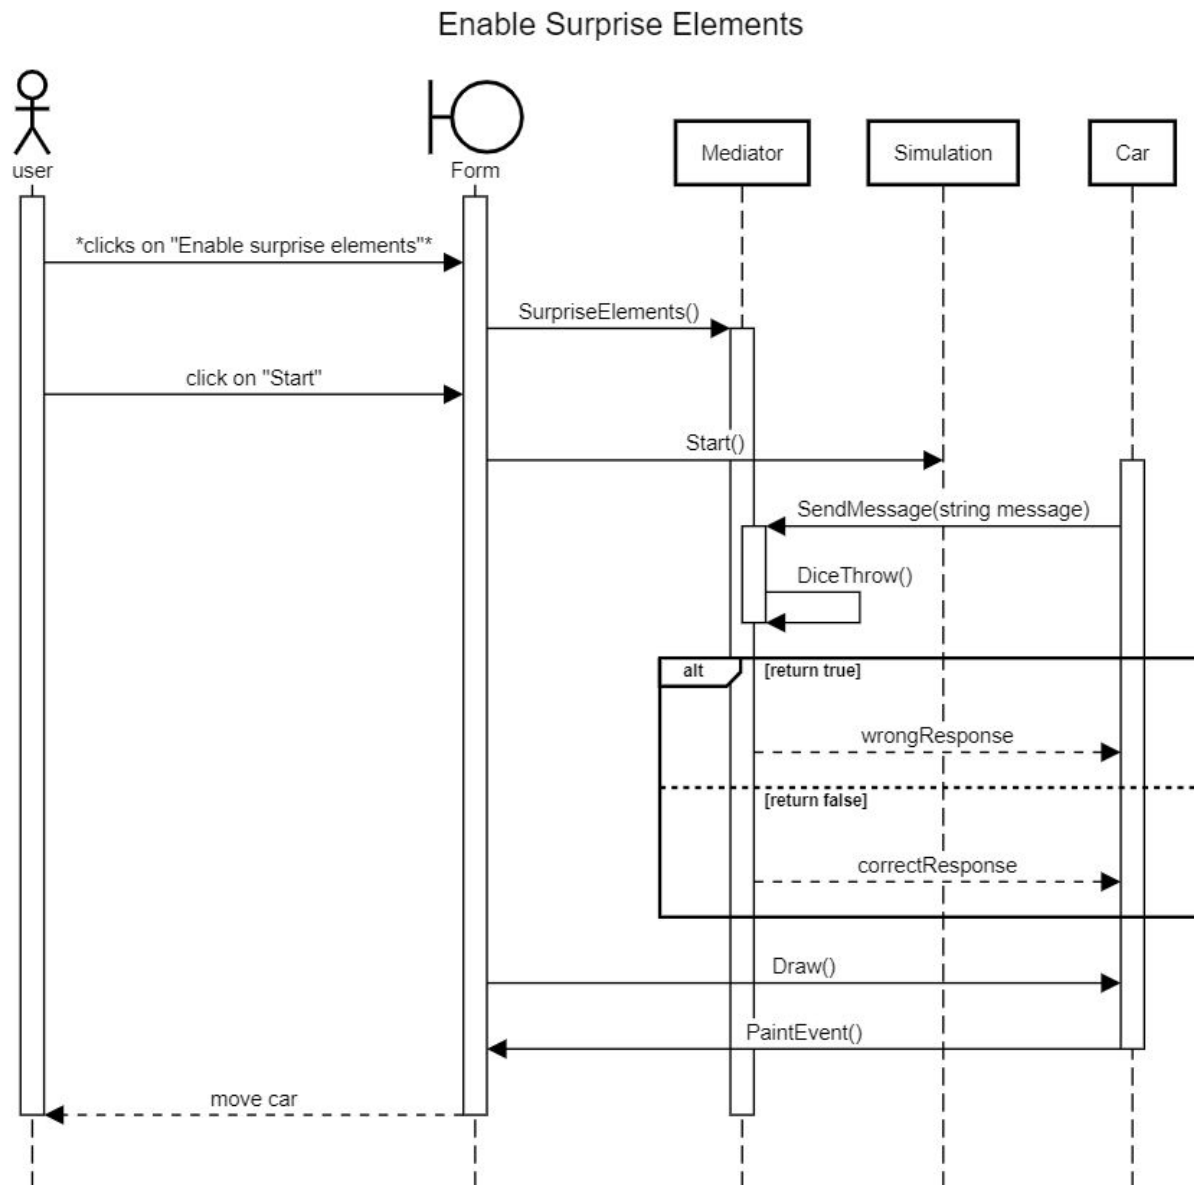 Enable Surprise Elements
user
Form
Mediator
Simulation
Car
*clicks on "Enable surprise elements"*
SurpriseElements()
click on "Start"
Start()
SendMessage(string message)
DiceThrow()
alt
[return true]
wrongResponse
[return false]
correctResponse
Draw()
PaintEvent()
move car